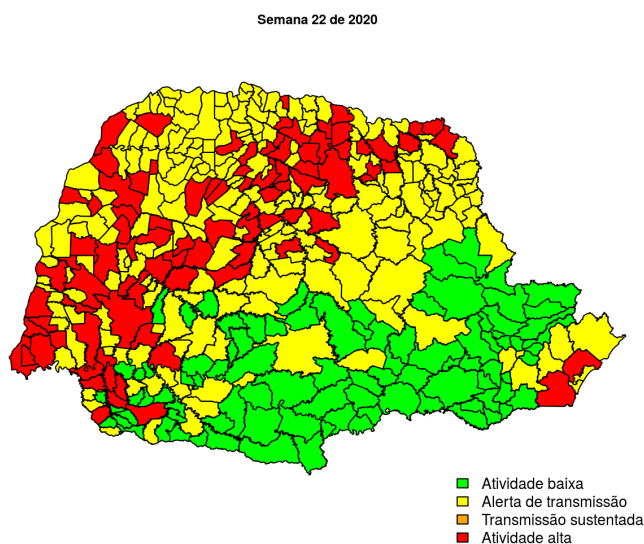 Semana 22 de 2020
Atividade baixa
Alerta de transmissão
Transmissão sustentada
Atividade alta